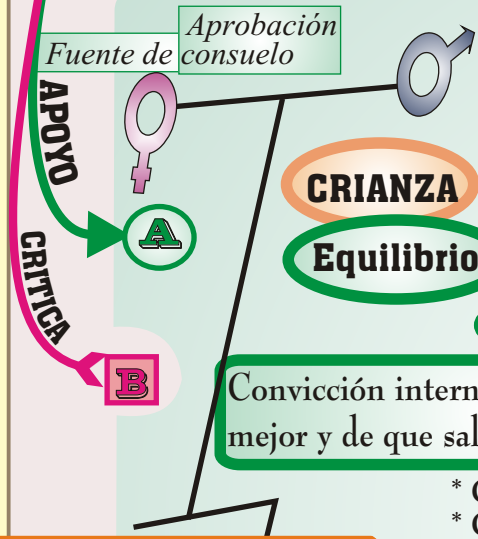 Aprobación
Fuente de consuelo
APOYO
CRIANZA
A
CRITICA
Equilibrio
B
Convicción intern
mejor y de que sal
*
*